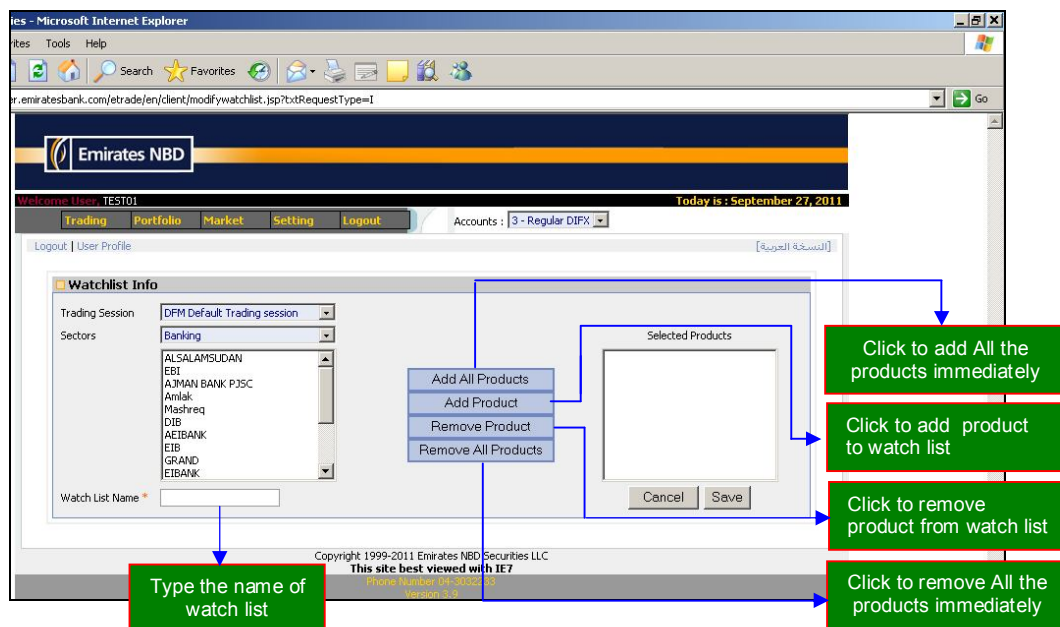 ies - Microsoft Internet Explorer
rites Tools Help
Search Favorites
er.emiratesbank.com/etrade/en/client/modifywatchlist.jsp?txtRequestType=I
Go
Emirates NBD
Welcome User, TEST01
Today is : September 27, 2011
Trading Portfolio Market Setting Logout
Accounts : 3 - Regular DIFX
Logout | User Profile
[النسخة العربية]
Watchlist Info
Trading Session DFM Default Trading session
Sectors Banking
ALSALAMSUDAN
EBI
AJMAN BANK PJSC
Amlak
Mashreq
DIB
AEIBANK
EIB
GRAND
EIBANK
Add All Products
Add Product
Remove Product
Remove All Products
Selected Products
Watch List Name *
Cancel Save
Click to add All the
products immediately
Click to add product
to watch list
Click to remove
product from watch list
Click to remove All the
products immediately
Type the name of
watch list
Copyright 1999-2011 Emirates NBD Securities LLC
This site best viewed with IE7
Phone Number 04-3032233
Version 3.9